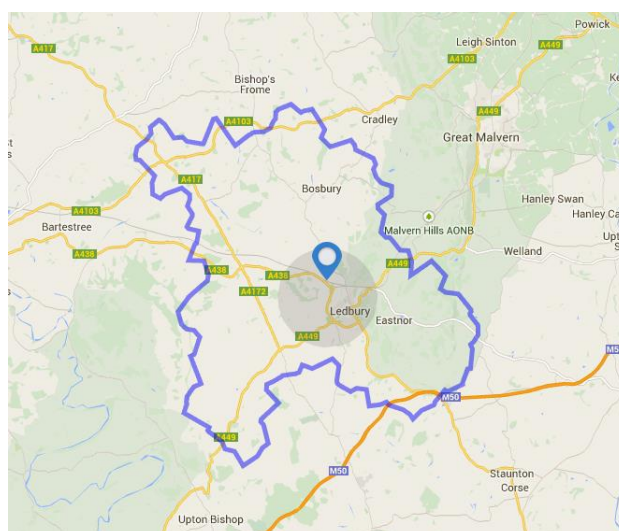 Powick
A417
A449
Leigh Sinton
A4103
Bishop's
Frome
A4103
Cradley
A449
Great Malvern
A417
Bosbury
Hanley Swan
A4103
Bartestree
Malvern Hills AONB
Hanley Ca
Welland
A438
A438
A438
A449
A4172
Ledbury
Eastnor
A449
M50
A449
M50
Staunton
Corse
Upton Bishop